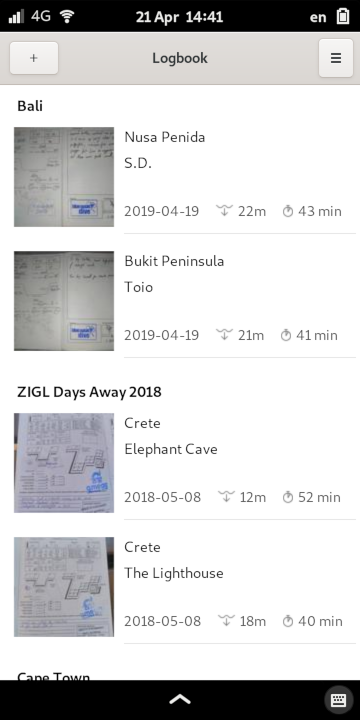 4G
21 Apr 14:41
en
+
Logbook
Bali
Nusa Penida
S.D.
2019-04-19 22m 43 min
Bukit Peninsula
Toio
2019-04-19 21m 41 min
ZIGL Days Away 2018
Crete
Elephant Cave
2018-05-08 12m 52 min
Crete
The Lighthouse
2018-05-08 18m 40 min
Cape Town